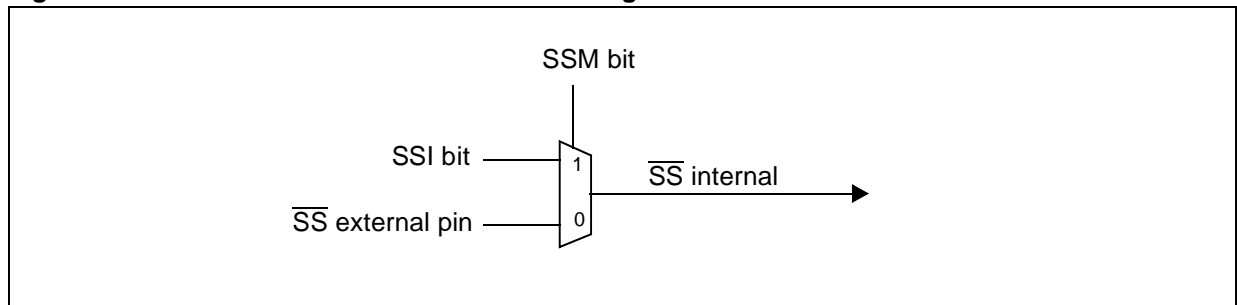 SSM bit
SSI bit
1
SS internal
SS external pin
0